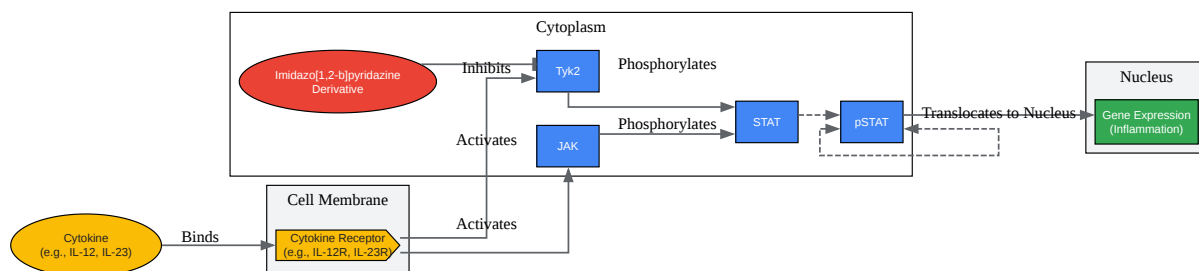 Cytoplasm
Imidazo[1,2-b]pyridazine
Derivative
Inhibits
Tyk2
Phosphorylates
Activates
JAK
Phosphorylates
STAT
pSTAT
Translocates to Nucleus
Nucleus
Gene Expression
(Inflammation)
Cell Membrane
Cytokine
(e.g., IL-12, IL-23)
Binds
Cytokine Receptor
(e.g., IL-12R, IL-23R)
Activates